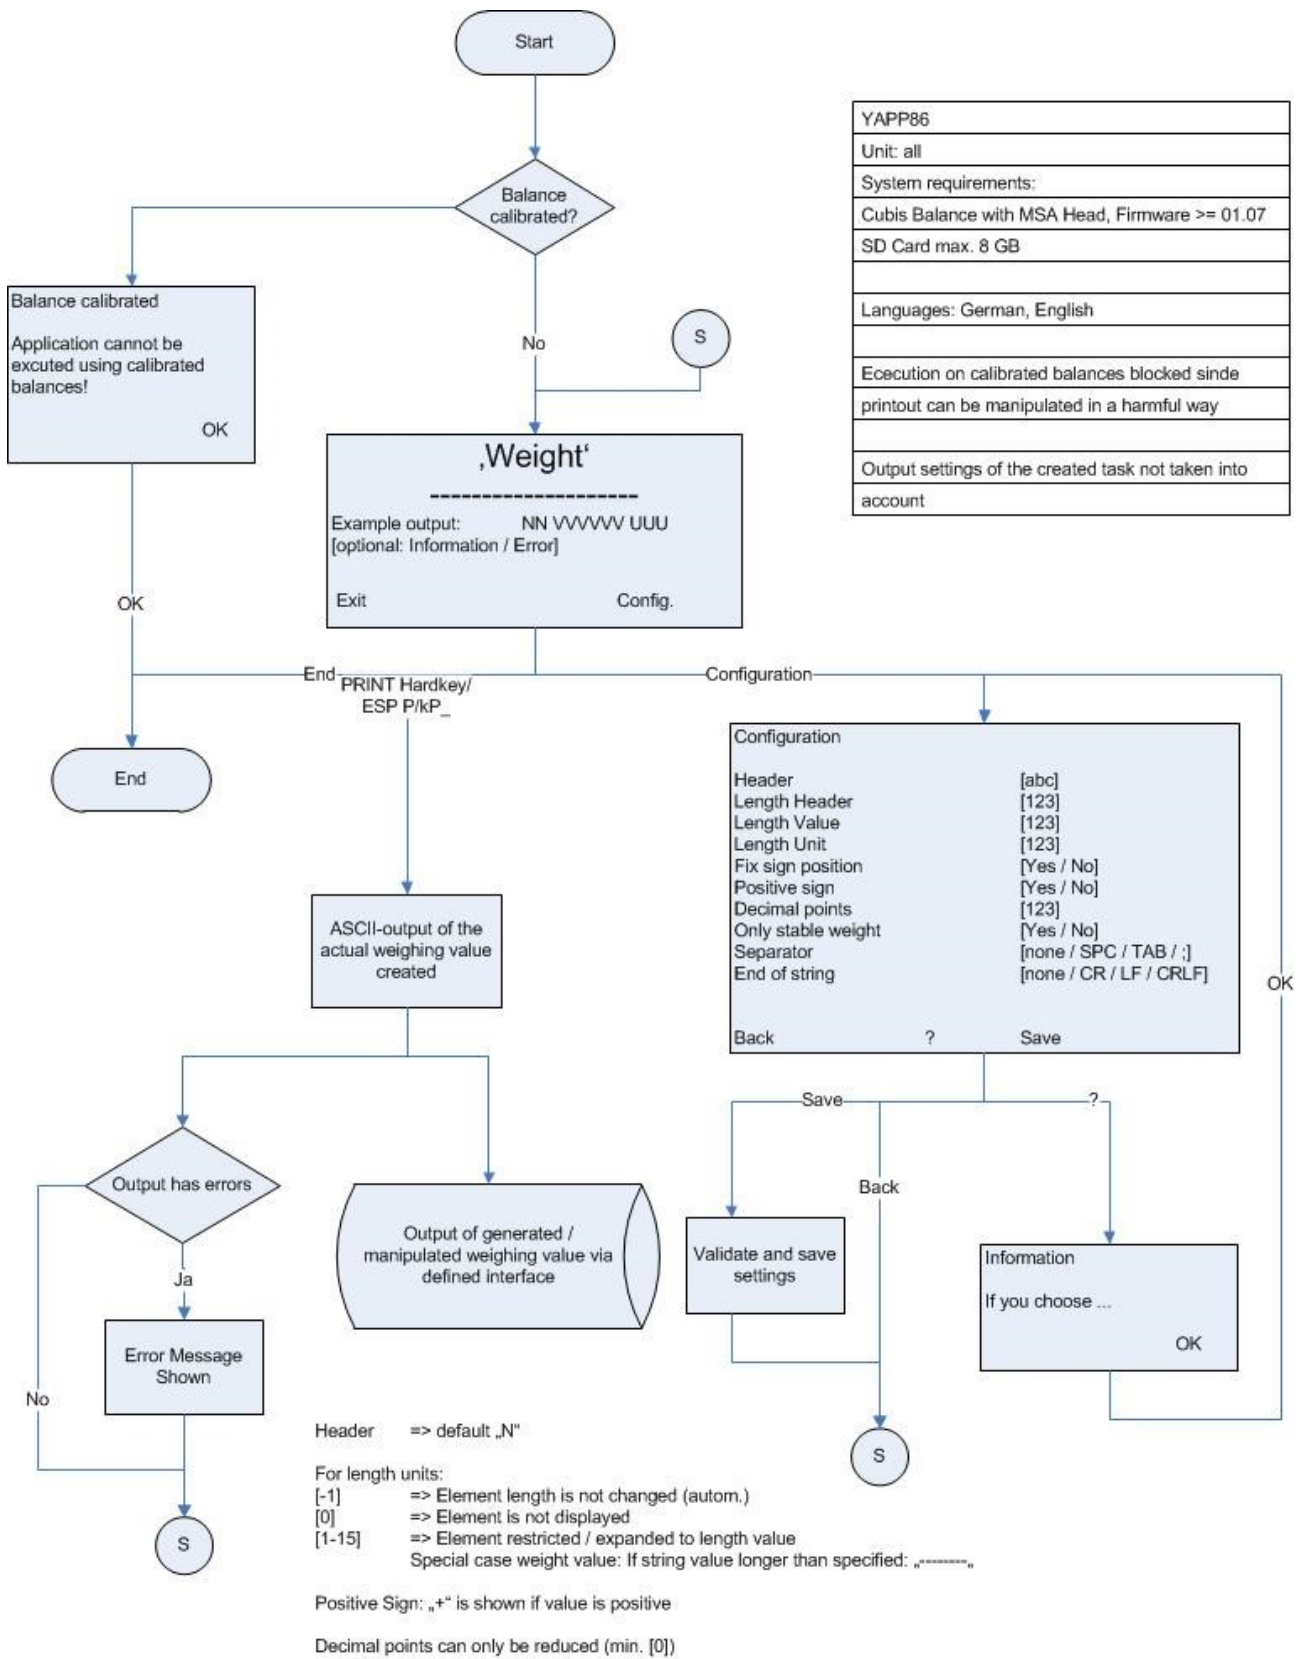 Start
Balance
calibrated?
YAPP86
Unit: all
System requirements:
Cubis Balance with MSA Head, Firmware >= 01.07
SD Card max. 8 GB
Languages: German, English
Ececution on calibrated balances blocked sinde
printout can be manipulated in a harmful way
Output settings of the created task not taken into
account
Balance calibrated
Application cannot be
excuted using calibrated
balances!
OK
No
S
‚Weight‘
--------------------
Example output: NN VVVVVV UUU
[optional: Information / Error]
Exit Config.
OK
End
PRINT Hardkey/
ESP P/kP_
Configuration
End
Configuration
Header [abc]
Length Header [123]
Length Value [123]
Length Unit [123]
Fix sign position [Yes / No]
Positive sign [Yes / No]
Decimal points [123]
Only stable weight [Yes / No]
Separator [none / SPC / TAB / ;]
End of string [none / CR / LF / CRLF]
Back ? Save
OK
ASCII-output of the
actual weighing value
created
Save
?
Back
Output has errors
Output of generated /
manipulated weighing value via
defined interface
Validate and save
settings
Information
If you choose ...
OK
Ja
Error Message
Shown
No
S
S
Header => default „N“
For length units:
[-1] => Element length is not changed (autom.)
[0] => Element is not displayed
[1-15] => Element restricted / expanded to length value
Special case weight value: If string value longer than specified: „--------„
Positive Sign: „+“ is shown if value is positive
Decimal points can only be reduced (min. [0])